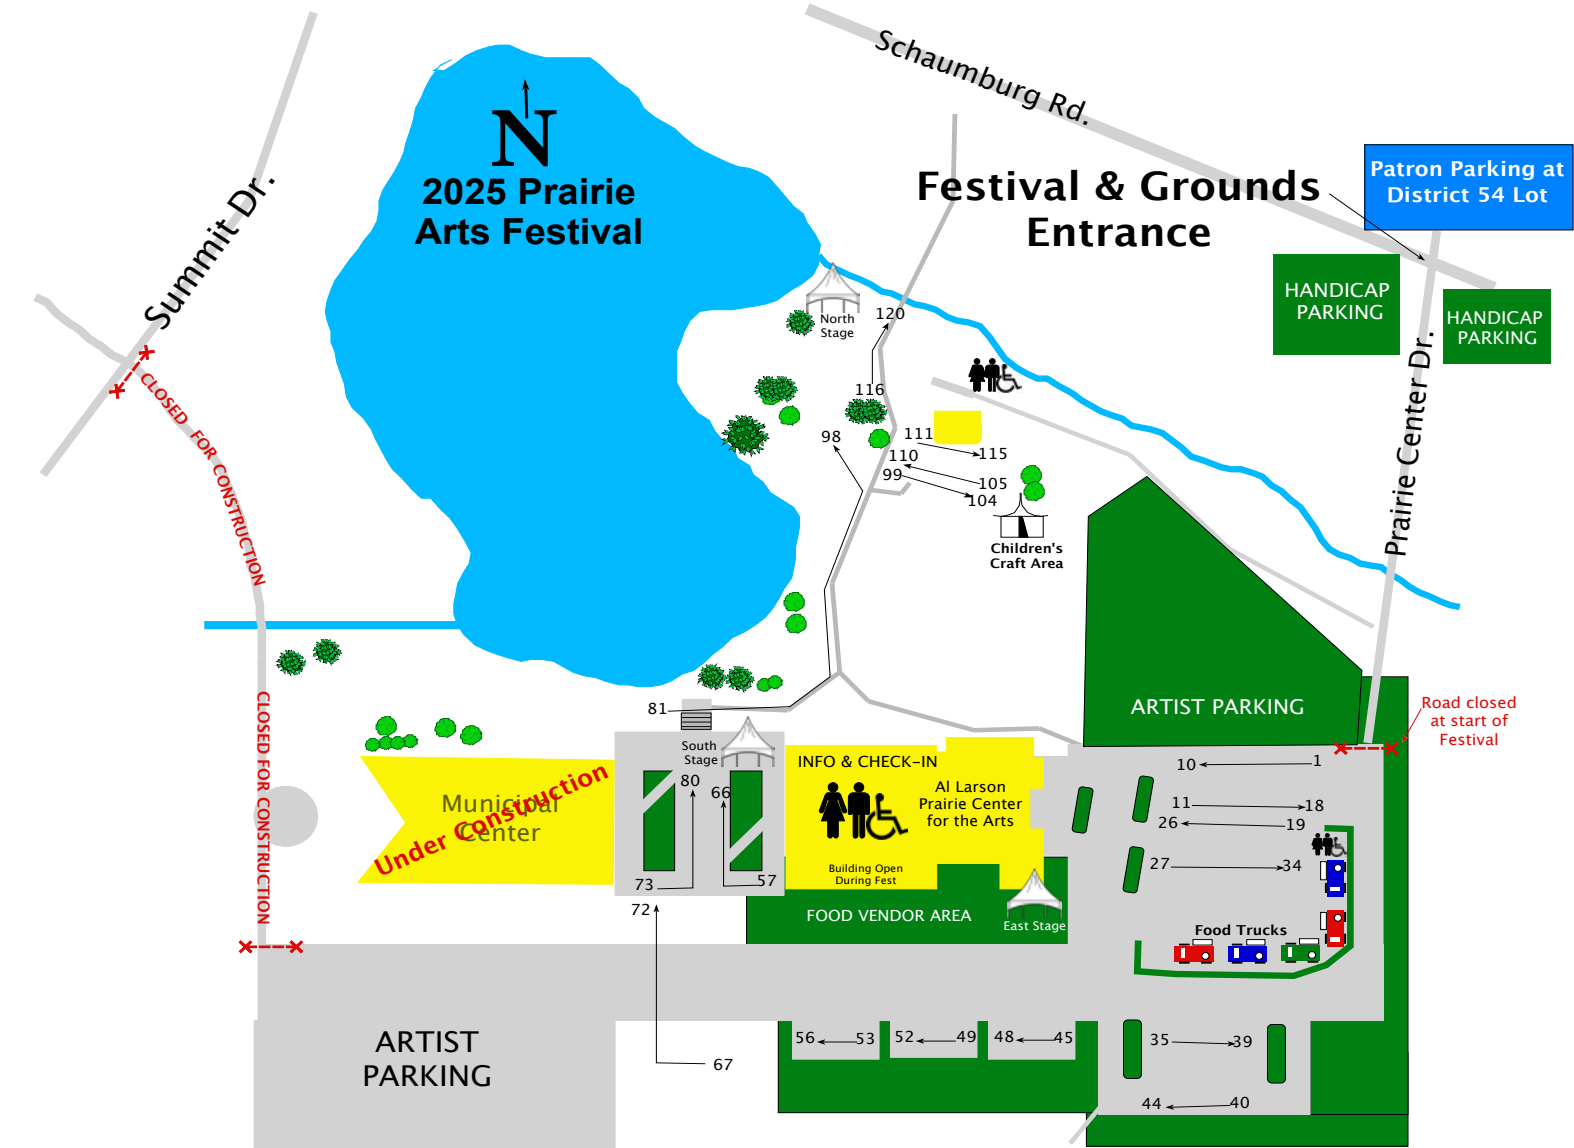 Schaumburg Rd.
Summit Dr.
N
2025 Prairie
Arts Festival
Festival & Grounds
Entrance
Patron Parking at
District 54 Lot
HANDICAP
PARKING
HANDICAP
PARKING
Prairie Center Dr.
North
Stage
120
116
98
111
115
110
99
105
104
Children's
Craft Area
CLOSED FOR CONSTRUCTION
CLOSED FOR CONSTRUCTION
ARTIST PARKING
Road closed
at start of
Festival
81
South
Stage
80
66
73
57
72
67
Municipal
Center
Under Construction
INFO & CHECK-IN
Al Larson
Prairie Center
for the Arts
Building Open
During Fest
FOOD VENDOR AREA
East Stage
10
1
11
18
26
19
27
34
Food Trucks
56
53
52
49
48
45
35
39
44
40
ARTIST
PARKING